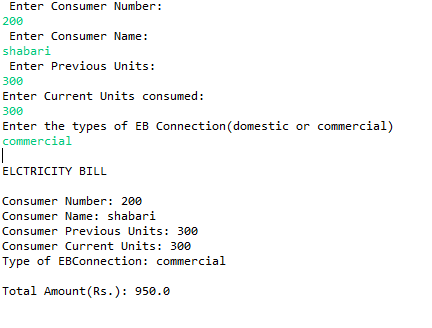 Enter Consumer Number:
200
Enter Consumer Name:
shabari
Enter Previous Units:
300
Enter Current Units consumed:
300
Enter the types of EB Connection(domestic or commercial)
commercial
ELCTRICITY BILL
Consumer Number: 200
Consumer Name: shabari
Consumer Previous Units: 300
Consumer Current Units: 300
Type of EBConnection: commercial
Total Amount(Rs.): 950.0